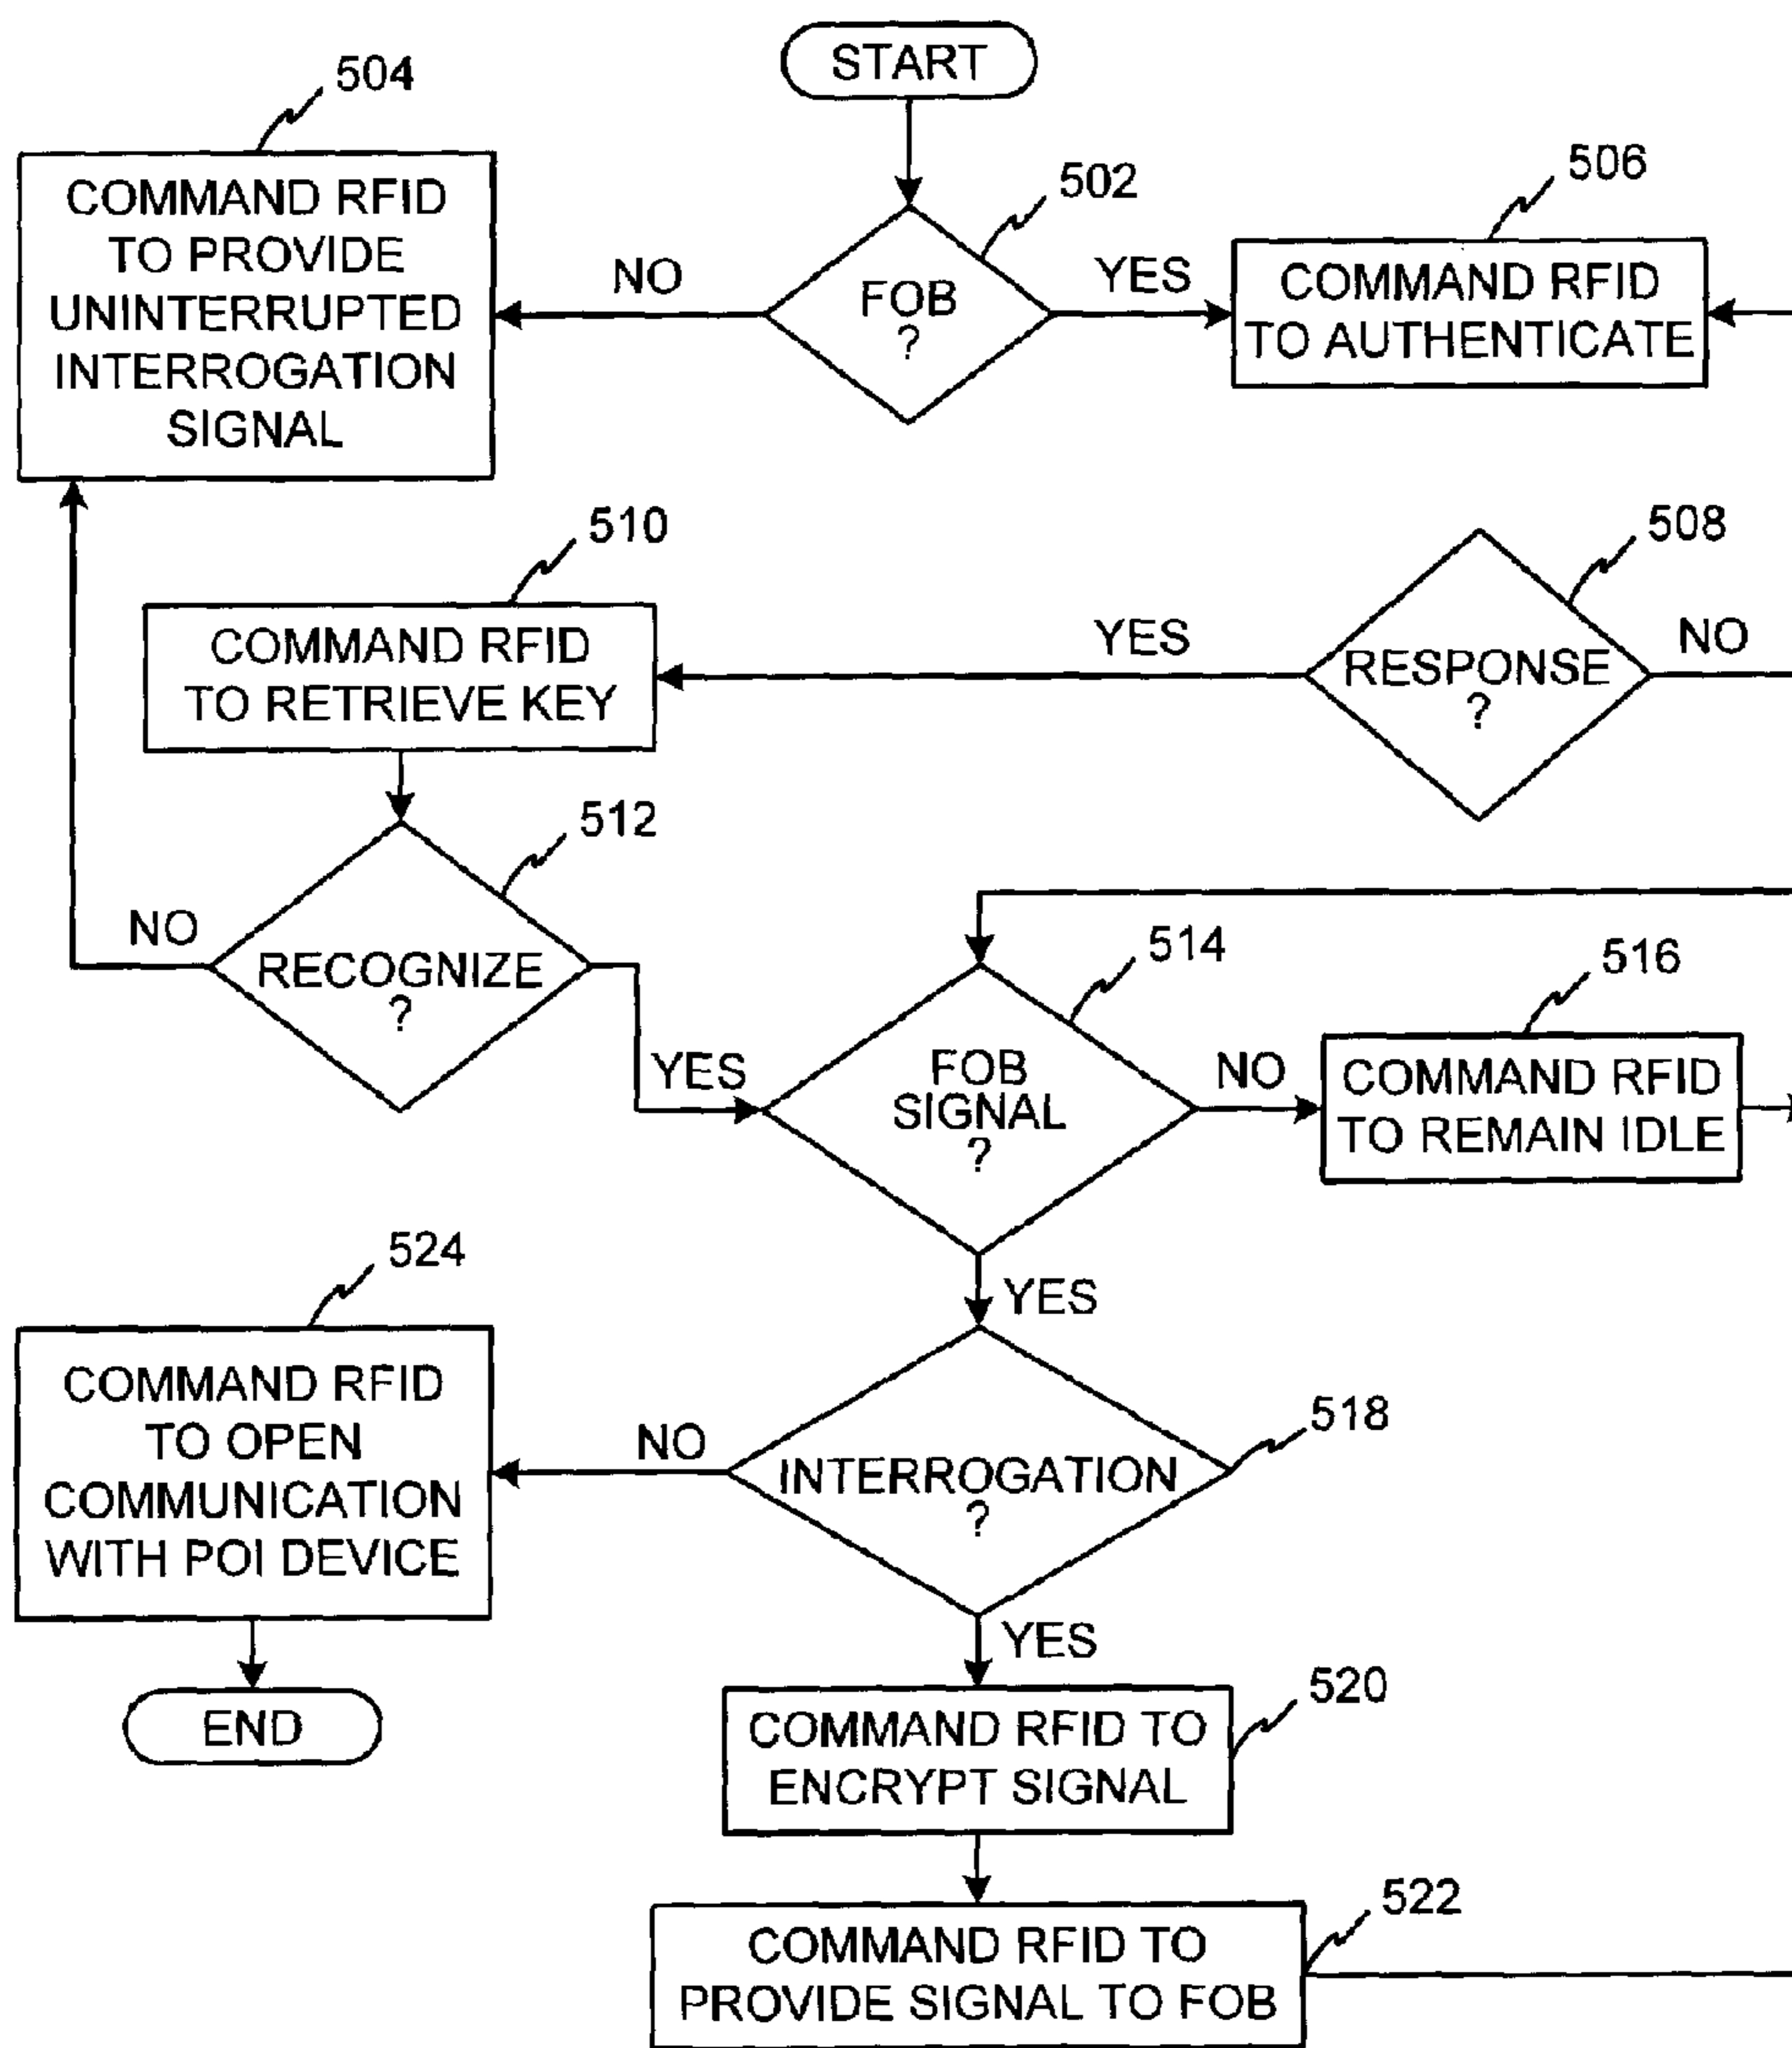 START
504
COMMAND RFID
TO PROVIDE
UNINTERRUPTED
INTERROGATION
SIGNAL
NO
502
FOB
?
YES
506
COMMAND RFID
TO AUTHENTICATE
510
COMMAND RFID
TO RETRIEVE KEY
YES
508
RESPONSE
?
NO
512
NO
RECOGNIZE
?
YES
514
FOB
SIGNAL
?
NO
516
COMMAND RFID
TO REMAIN IDLE
YES
524
COMMAND RFID
TO OPEN
COMMUNICATION
WITH POI DEVICE
NO
518
INTERROGATION
?
YES
END
520
COMMAND RFID TO
ENCRYPT SIGNAL
522
COMMAND RFID TO
PROVIDE SIGNAL TO FOB